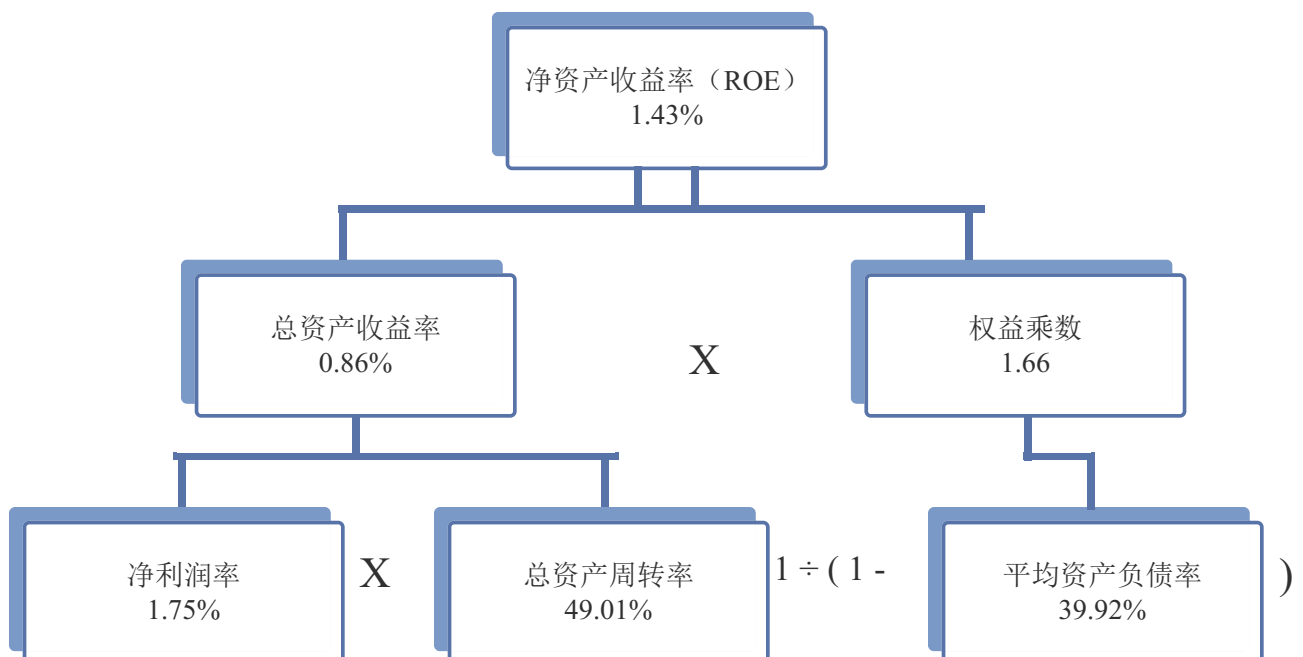 净资产收益率（ROE）
1.43%
总资产收益率
0.86%
X
权益乘数
1.66
净利润率
1.75%
X
总资产周转率
49.01%
1 ÷ ( 1 -
平均资产负债率
39.92%
)